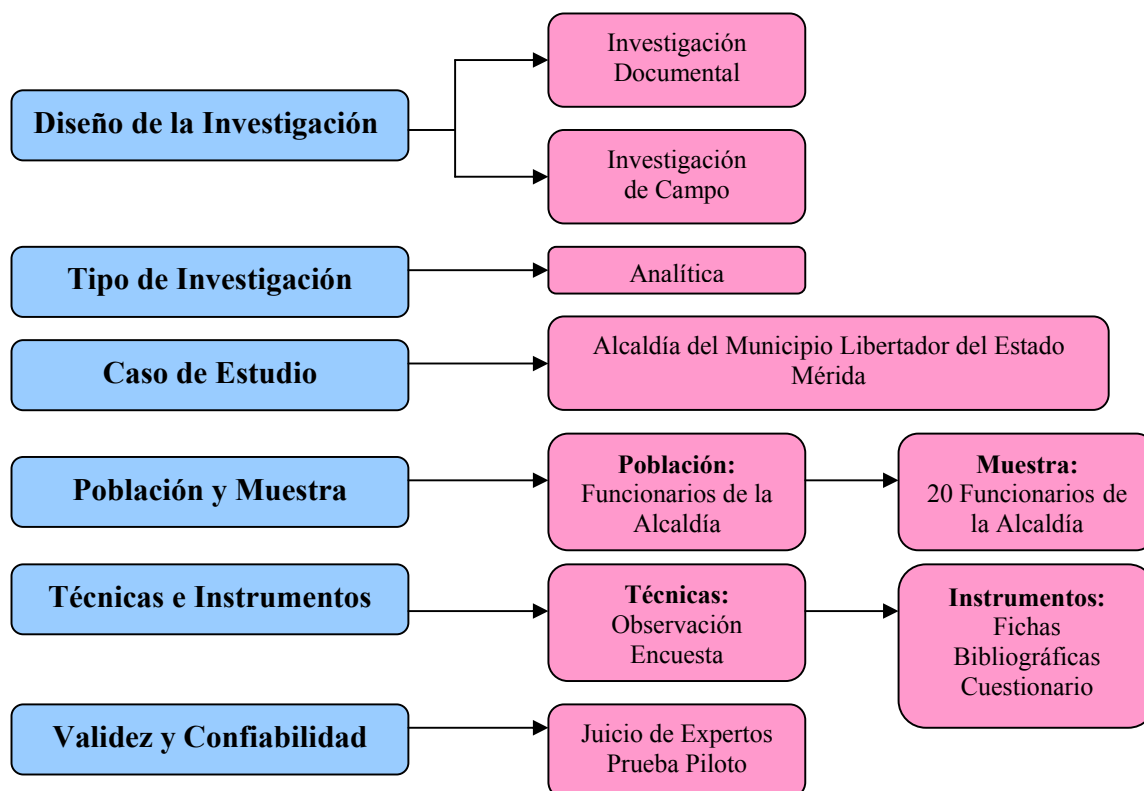 Diseño de la Investigación
Investigación
Documental
Investigación
de Campo
Tipo de Investigación
Analítica
Caso de Estudio
Alcaldía del Municipio Libertador del Estado
Mérida
Población y Muestra
Población:
Funcionarios de la
Alcaldía
Muestra:
20 Funcionarios de
la Alcaldía
Técnicas e Instrumentos
Técnicas:
Observación
Encuesta
Instrumentos:
Fichas
Bibliográficas
Cuestionario
Validez y Confiabilidad
Juicio de Expertos
Prueba Piloto